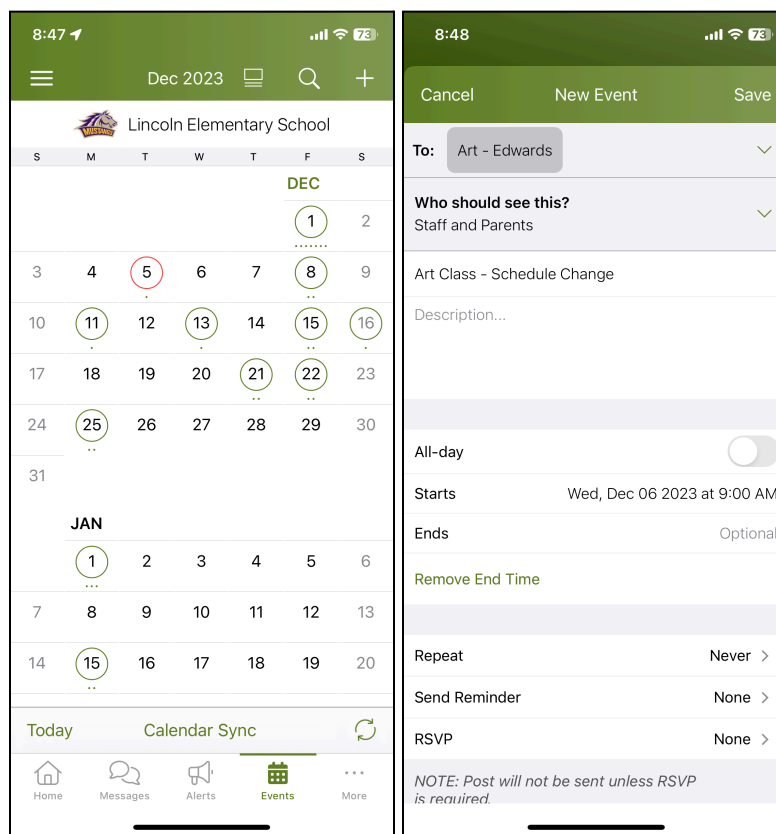 8:47
73
Dec 2023
MUSTANGS
Lincoln Elementary School
S M T W T F S
DEC
1 2
3 4 5 6 7 8 9
10 11 12 13 14 15 16
17 18 19 20 21 22 23
24 25 26 27 28 29 30
31
JAN
1 2 3 4 5 6
7 8 9 10 11 12 13
14 15 16 17 18 19 20
Today Calendar Sync
Home Messages Alerts Events More
8:48
73
Cancel New Event Save
To: Art - Edwards
Who should see this?
Staff and Parents
Art Class - Schedule Change
Description...
All-day
Starts Wed, Dec 06 2023 at 9:00 AM
Ends Optional
Remove End Time
Repeat Never
Send Reminder None
RSVP None
NOTE: Post will not be sent unless RSVP
is required.